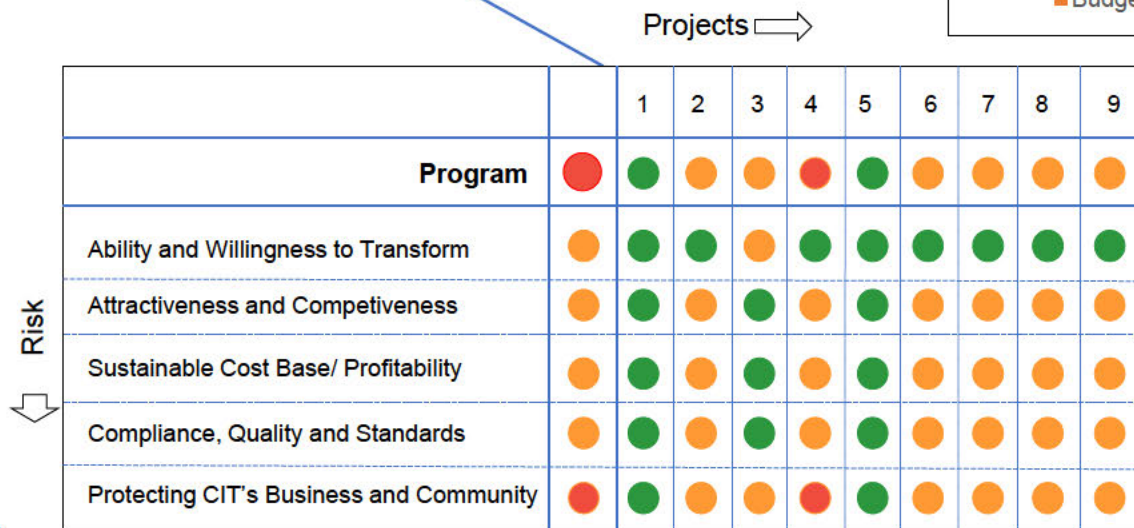 Budge
Projects
1 2 3 4 5 6 7 8 9
Program
Ability and Willingness to Transform
Attractiveness and Competiveness
Risk
Sustainable Cost Base/ Profitability
Compliance, Quality and Standards
Protecting CIT's Business and Community